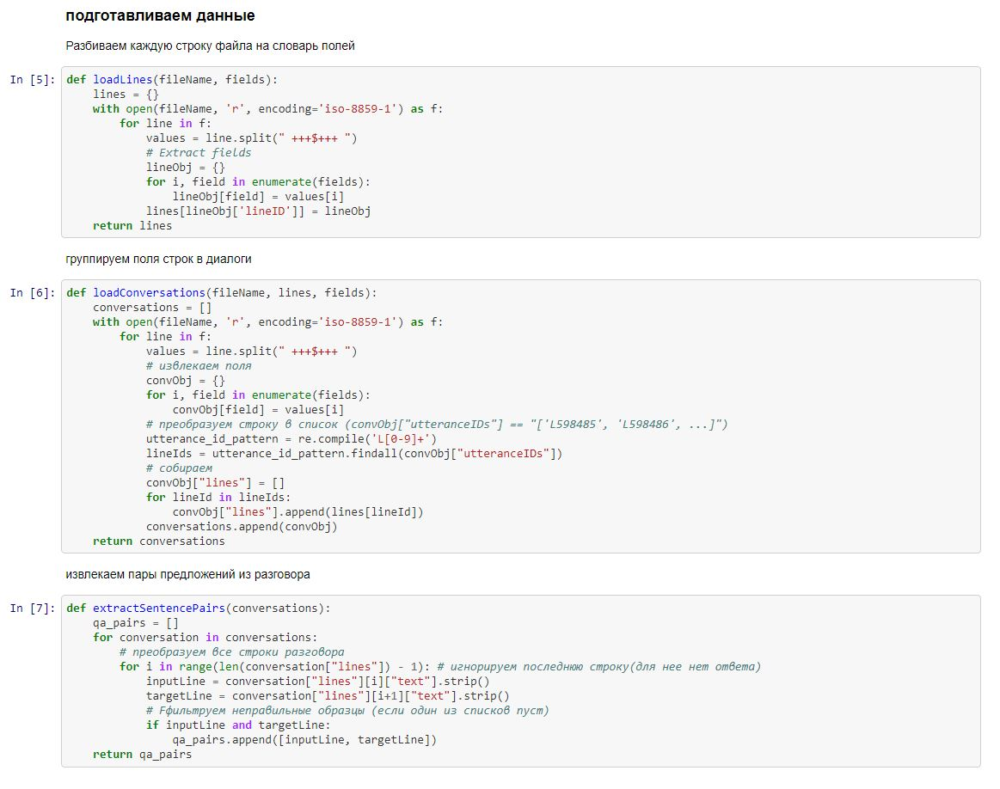 подготавливаем данные
Разбиваем каждую строку файла на словарь полей
In [5]: def loadLines(fileName, fields):
    lines = {}
    with open(fileName, 'r', encoding='iso-8859-1') as f:
        for line in f:
            values = line.split(" +++$+++ ")
            # Extract fields
            lineObj = {}
            for i, field in enumerate(fields):
                lineObj[field] = values[i]
            lines[lineObj['lineID']] = lineObj
    return lines
группируем поля строк в диалоги
In [6]: def loadConversations(fileName, lines, fields):
    conversations = []
    with open(fileName, 'r', encoding='iso-8859-1') as f:
        for line in f:
            values = line.split(" +++$+++ ")
            # извлекаем поля
            convObj = {}
            for i, field in enumerate(fields):
                convObj[field] = values[i]
            # преобразуем строку в список (convObj["utteranceIDs"] == "['L598485', 'L598486', ...]")
            utterance_id_pattern = re.compile('L[0-9]+')
            lineIds = utterance_id_pattern.findall(convObj["utteranceIDs"])
            # собираем
            convObj["lines"] = []
            for lineId in lineIds:
                convObj["lines"].append(lines[lineId])
            conversations.append(convObj)
    return conversations
извлекаем пары предложений из разговора
In [7]: def extractSentencePairs(conversations):
    qa_pairs = []
    for conversation in conversations:
        # преобразуем все строки разговора
        for i in range(len(conversation["lines"]) - 1): # игнорируем последнюю строку(для нее нет ответа)
            inputLine = conversation["lines"][i]["text"].strip()
            targetLine = conversation["lines"][i+1]["text"].strip()
            # Fфильтруем неправильные образцы (если один из списков пуст)
            if inputLine and targetLine:
                qa_pairs.append([inputLine, targetLine])
    return qa_pairs